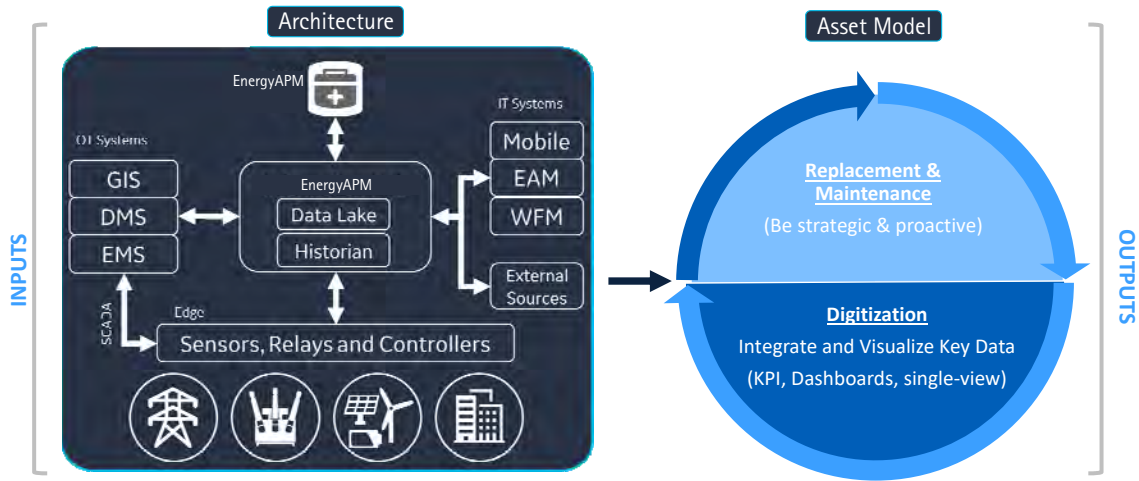 Architecture
Asset Model
INPUTS
EnergyAPM
OT Systems
GIS
DMS
EMS
EnergyAPM
Data Lake
Historian
IT Systems
Mobile
EAM
WFM
External
Sources
SCADA
Edge
Sensors, Relays and Controllers
Replacement &
Maintenance
(Be strategic & proactive)
Digitization
Integrate and Visualize Key Data
(KPI, Dashboards, single-view)
OUTPUTS